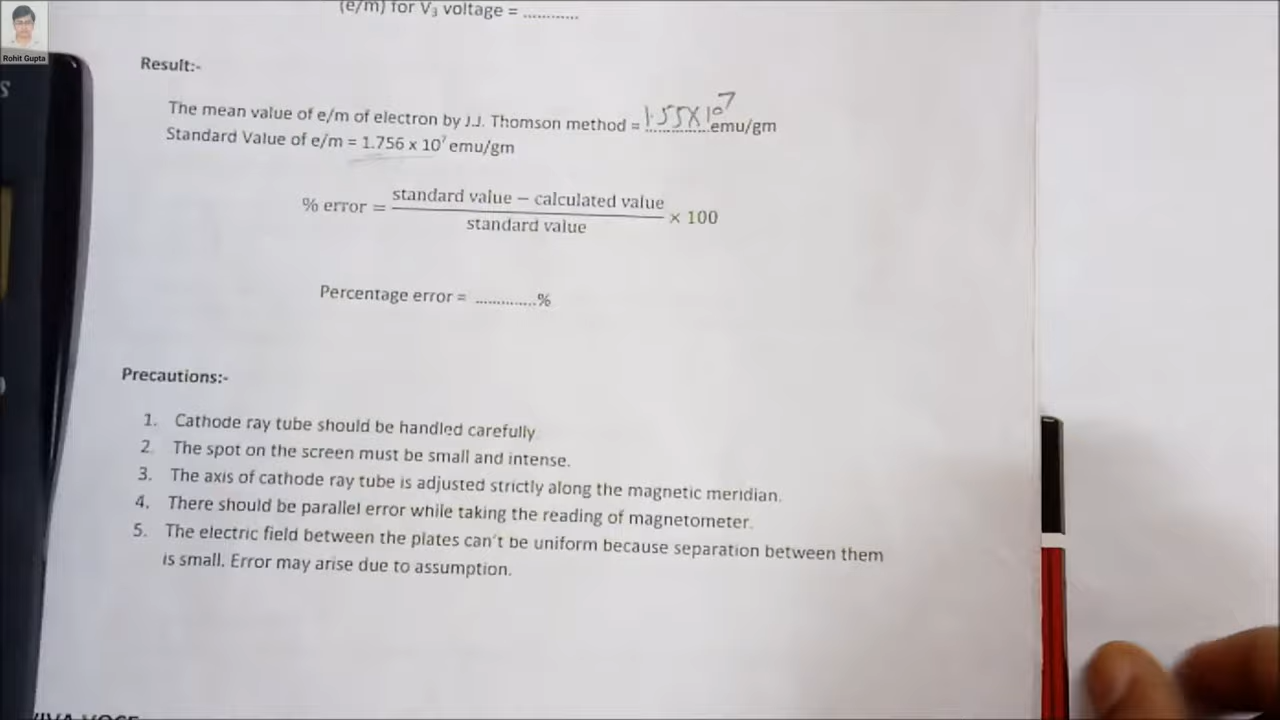 (e/m) for V₃ voltage = ............
Rohit Gupta
S
Result:-
The mean value of e/m of electron by J.J. Thomson method = 1.55X10⁷ emu/gm
Standard Value of e/m = 1.756 x 10⁷ emu/gm
% error = (standard value – calculated value) / (standard value) × 100
Percentage error = .............%
Precautions:-
1. Cathode ray tube should be handled carefully
2. The spot on the screen must be small and intense.
3. The axis of cathode ray tube is adjusted strictly along the magnetic meridian.
4. There should be parallel error while taking the reading of magnetometer.
5. The electric field between the plates can't be uniform because separation between them
is small. Error may arise due to assumption.